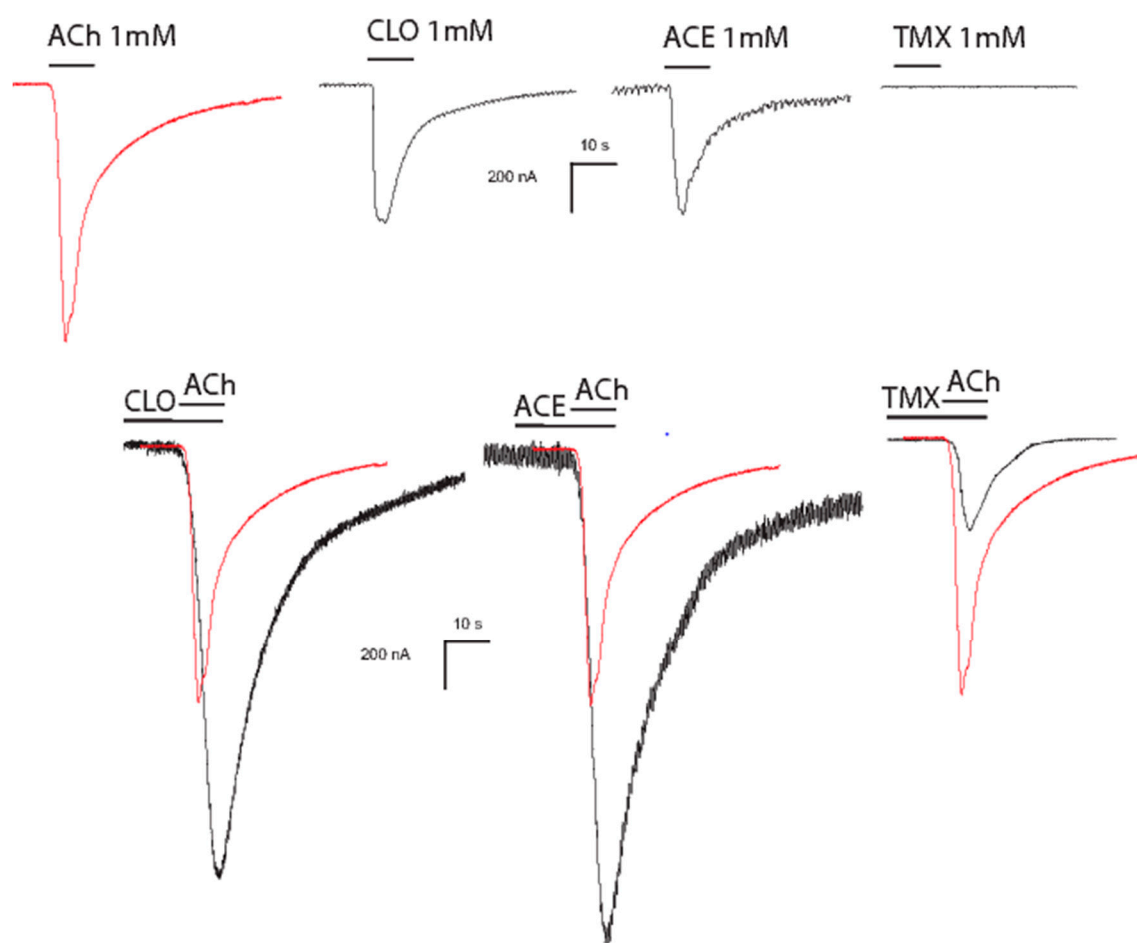 ACh 1mM
CLO 1mM
ACE 1mM
TMX 1mM
10 s
200 nA
ACh
CLO
ACh
ACE
ACh
TMX
10 s
200 nA